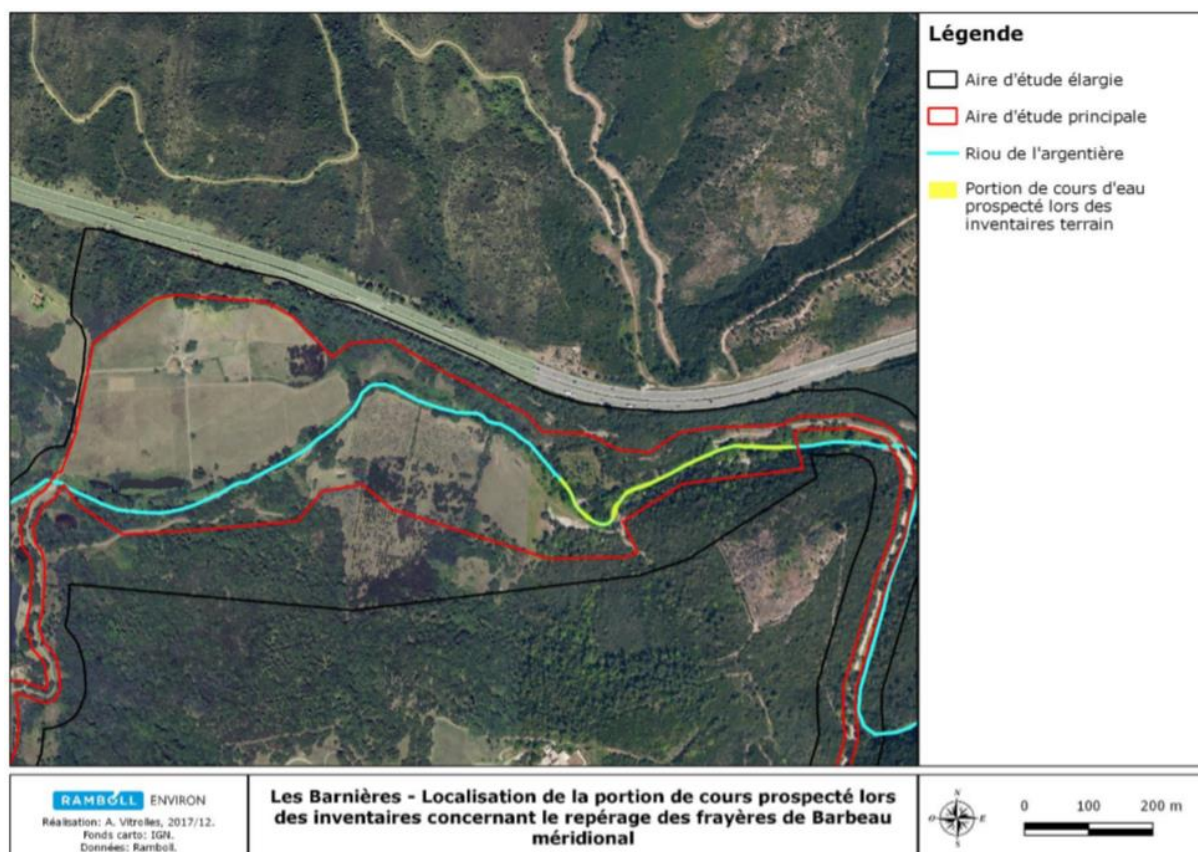 Légende
Aire d'étude élargie
Aire d'étude principale
Riou de l'argentière
Portion de cours d'eau
prospecté lors des
inventaires terrain
RAMBOLL ENVIRON
Réalisation: A. Vitrolles, 2017/12.
Fonds carto: IGN.
Données: Ramboll.
Les Barnières - Localisation de la portion de cours prospecté lors
des inventaires concernant le repérage des frayères de Barbeau
méridional
N
O E
S
0 100 200 m